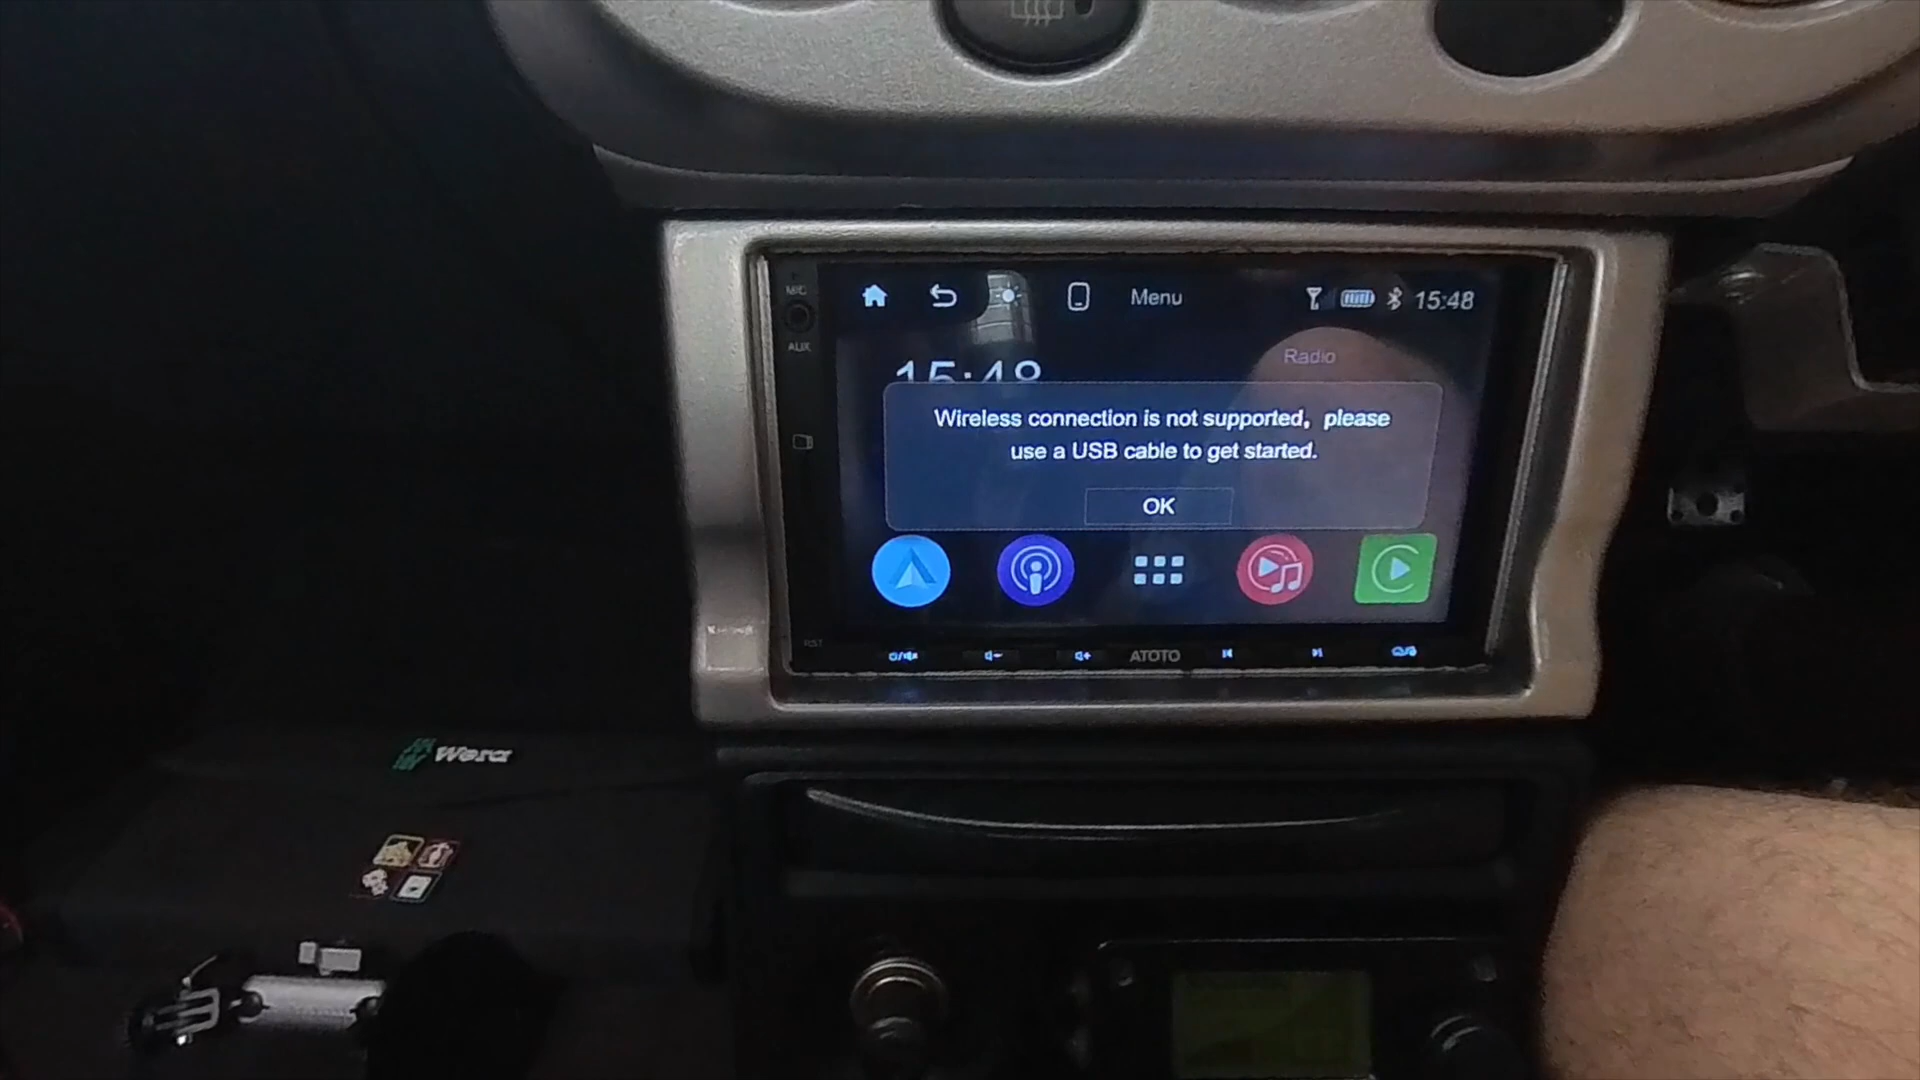 MIC
Menu
15:48
AUX
15:48
Radio
Wireless connection is not supported, please
use a USB cable to get started.
OK
RST
ATOTO
Wera